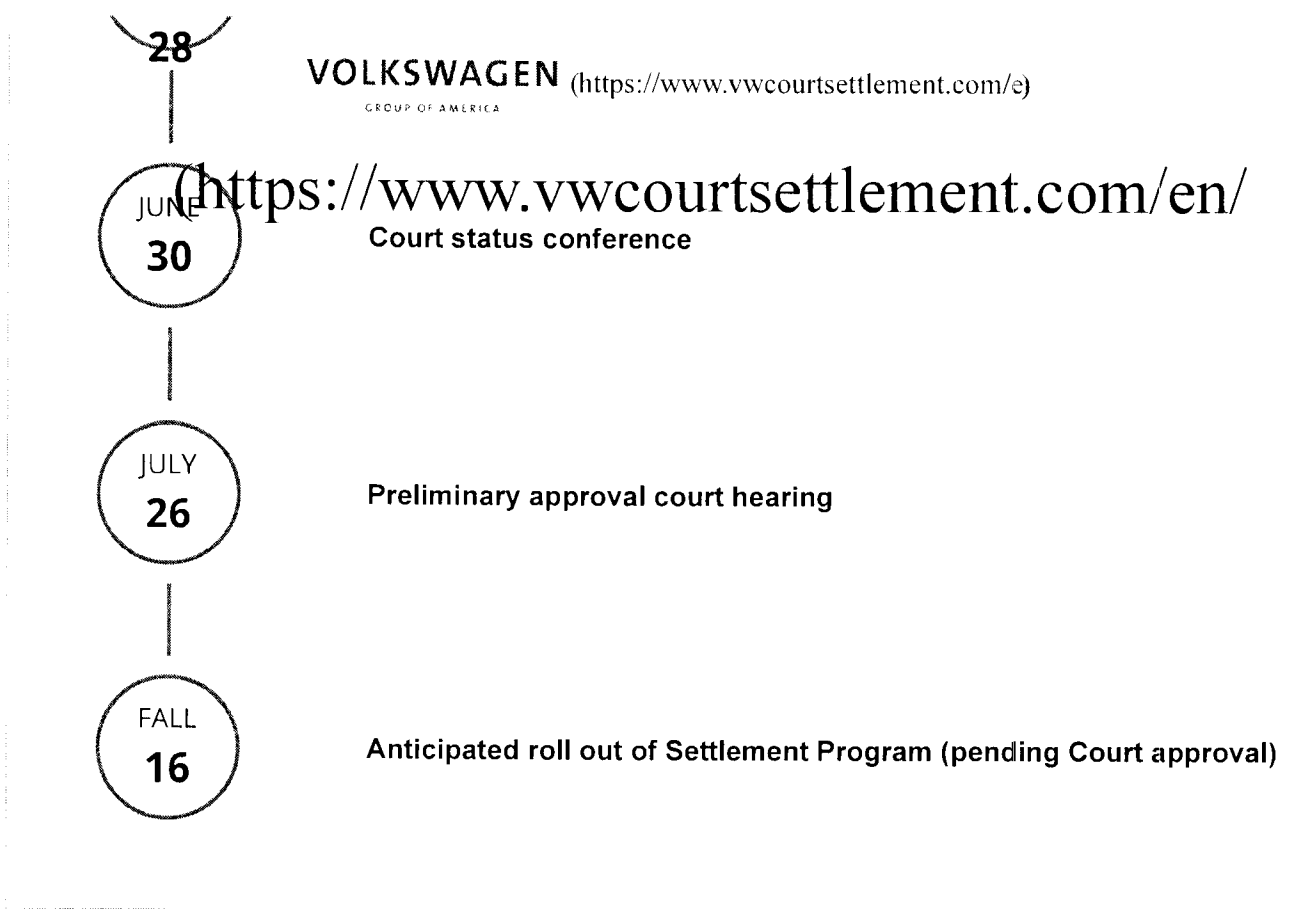 28
VOLKSWAGEN (https://www.vwcourtsettlement.com/e)
GROUP OF AMERICA
(https://www.vwcourtsettlement.com/en/
JUNE
30
Court status conference
JULY
26
Preliminary approval court hearing
FALL
16
Anticipated roll out of Settlement Program (pending Court approval)